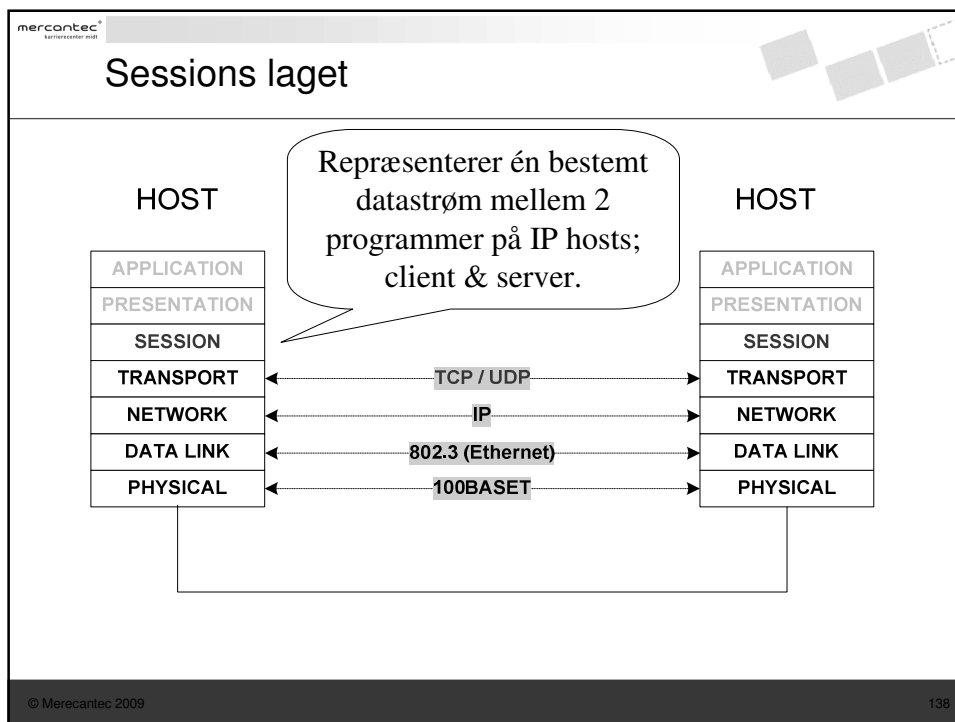 mercantec+
karrierecenter midt
Sessions laget
Repræsenterer én bestemt
datastrøm mellem 2
programmer på IP hosts;
client & server.
HOST
HOST
APPLICATION
APPLICATION
PRESENTATION
PRESENTATION
SESSION
SESSION
TRANSPORT
TCP / UDP
TRANSPORT
NETWORK
IP
NETWORK
DATA LINK
802.3 (Ethernet)
DATA LINK
PHYSICAL
100BASET
PHYSICAL
© Merecantec 2009
138